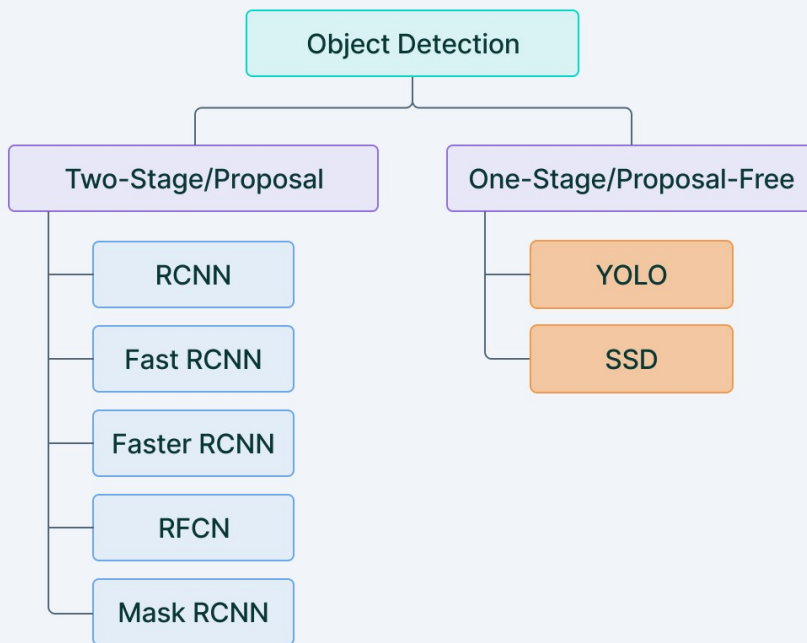 Object Detection
Two-Stage/Proposal
One-Stage/Proposal-Free
RCNN
Fast RCNN
Faster RCNN
RFCN
Mask RCNN
YOLO
SSD